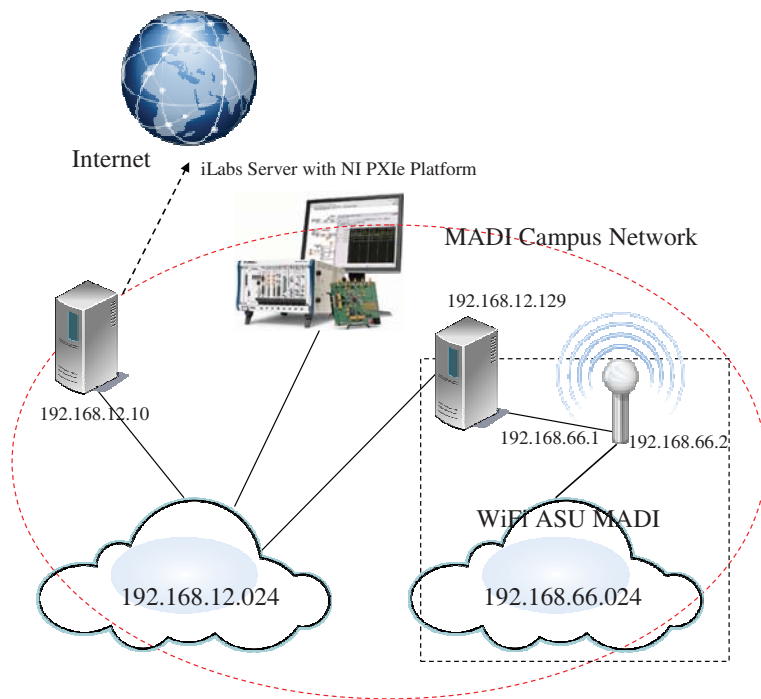 Internet
iLabs Server with NI PXIe Platform
MADI Campus Network
192.168.12.129
192.168.12.10
192.168.66.1
192.168.66.2
WiFi ASU MADI
192.168.12.024
192.168.66.024